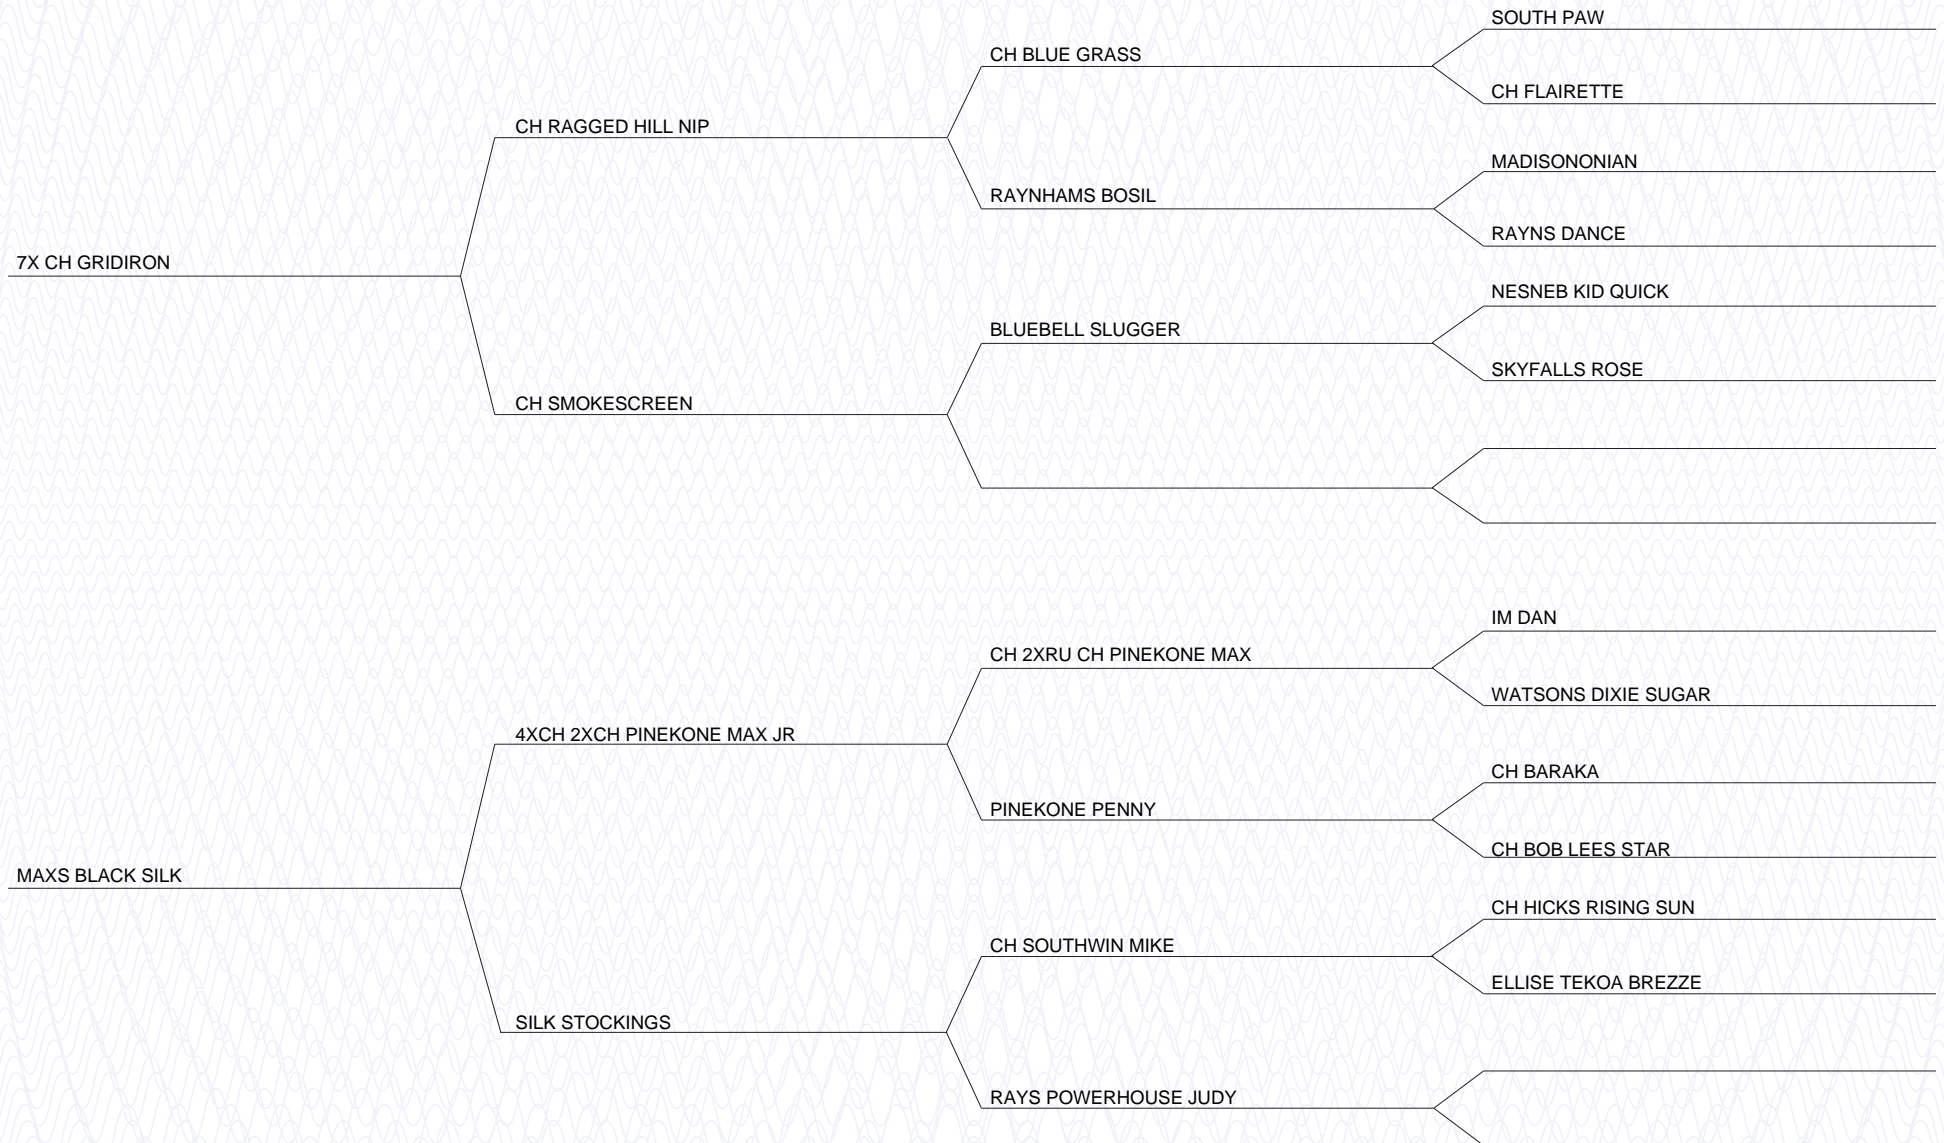 SOUTH PAW
CH BLUE GRASS
CH FLAIRETTE
CH RAGGED HILL NIP
MADISONONIAN
RAYNHAMS BOSIL
RAYNS DANCE
7X CH GRIDIRON
NESNEB KID QUICK
BLUEBELL SLUGGER
SKYFALLS ROSE
CH SMOKESCREEN
IM DAN
CH 2XRU CH PINEKONE MAX
WATSONS DIXIE SUGAR
4XCH 2XCH PINEKONE MAX JR
CH BARAKA
PINEKONE PENNY
CH BOB LEES STAR
MAXS BLACK SILK
CH HICKS RISING SUN
CH SOUTHWIN MIKE
ELLISE TEKOA BREZZE
SILK STOCKINGS
RAYS POWERHOUSE JUDY